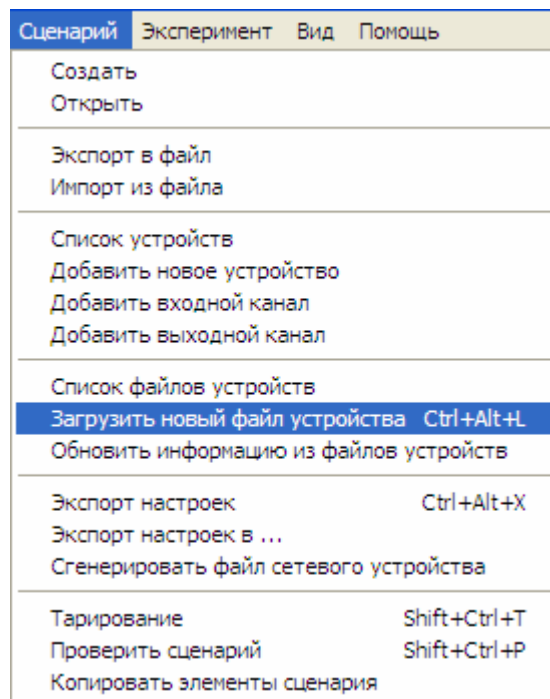 Сценарий Эксперимент Вид Помощь
Создать
Открыть
Экспорт в файл
Импорт из файла
Список устройств
Добавить новое устройство
Добавить входной канал
Добавить выходной канал
Список файлов устройств
Загрузить новый файл устройства Ctrl+Alt+L
Обновить информацию из файлов устройств
Экспорт настроек Ctrl+Alt+X
Экспорт настроек в ...
Сгенерировать файл сетевого устройства
Тарирование Shift+Ctrl+T
Проверить сценарий Shift+Ctrl+P
Копировать элементы сценария